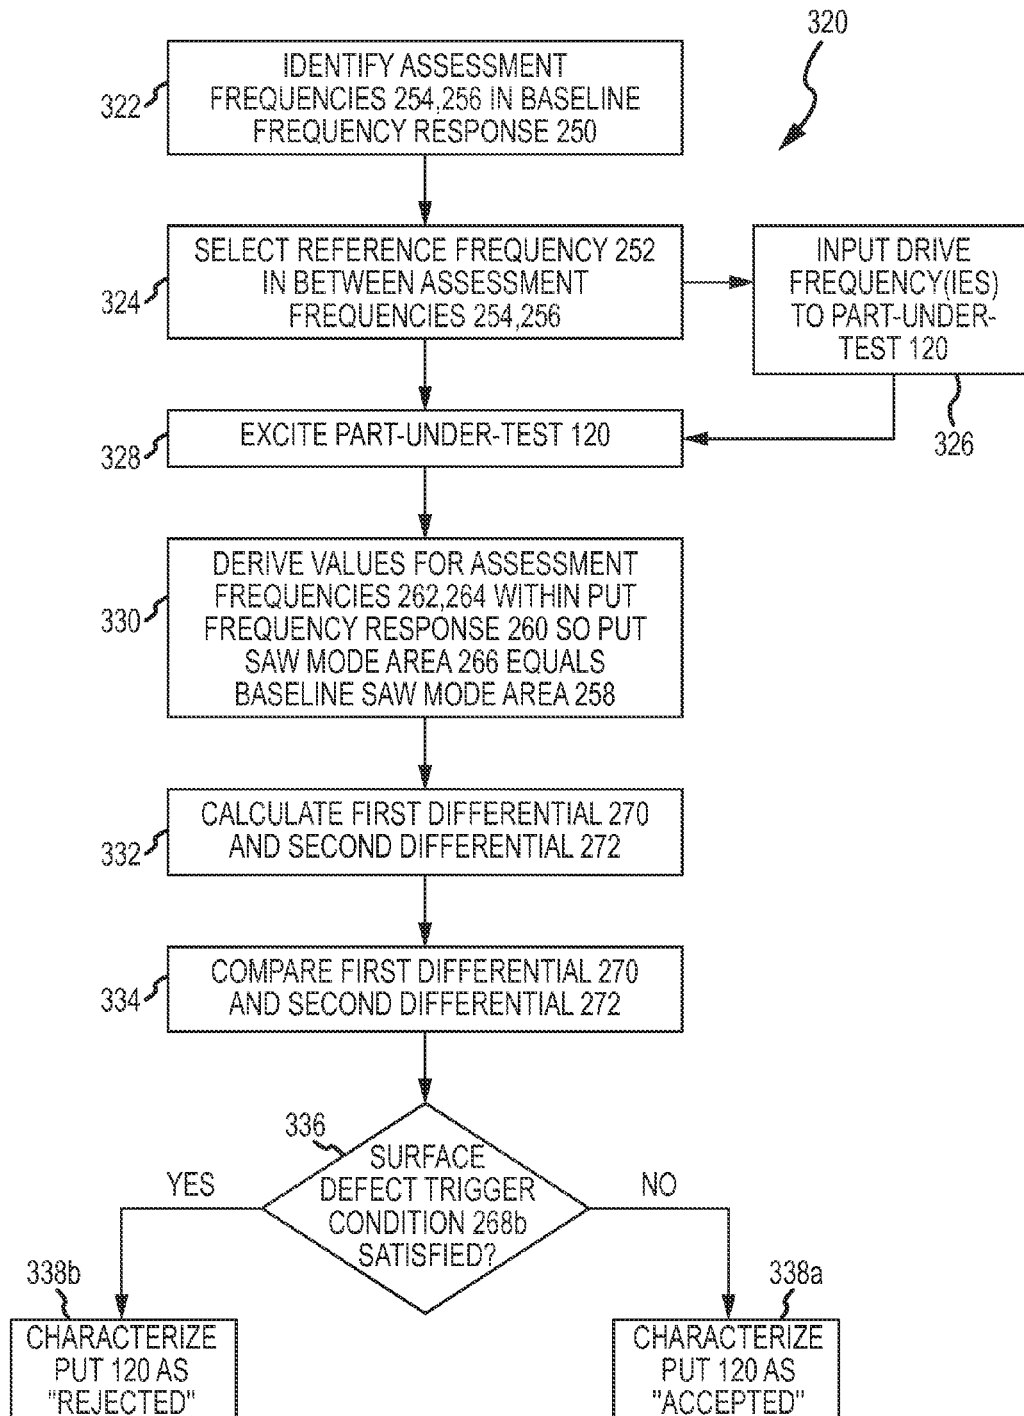 320
IDENTIFY ASSESSMENT
FREQUENCIES 254,256 IN BASELINE
FREQUENCY RESPONSE 250
322
SELECT REFERENCE FREQUENCY 252
IN BETWEEN ASSESSMENT
FREQUENCIES 254,256
324
INPUT DRIVE
FREQUENCY(IES)
TO PART-UNDER-
TEST 120
326
EXCITE PART-UNDER-TEST 120
328
DERIVE VALUES FOR ASSESSMENT
FREQUENCIES 262,264 WITHIN PUT
FREQUENCY RESPONSE 260 SO PUT
SAW MODE AREA 266 EQUALS
BASELINE SAW MODE AREA 258
330
CALCULATE FIRST DIFFERENTIAL 270
AND SECOND DIFFERENTIAL 272
332
COMPARE FIRST DIFFERENTIAL 270
AND SECOND DIFFERENTIAL 272
334
336
SURFACE
DEFECT TRIGGER
CONDITION 268b
SATISFIED?
YES
NO
338b
CHARACTERIZE
PUT 120 AS
"REJECTED"
338a
CHARACTERIZE
PUT 120 AS
"ACCEPTED"